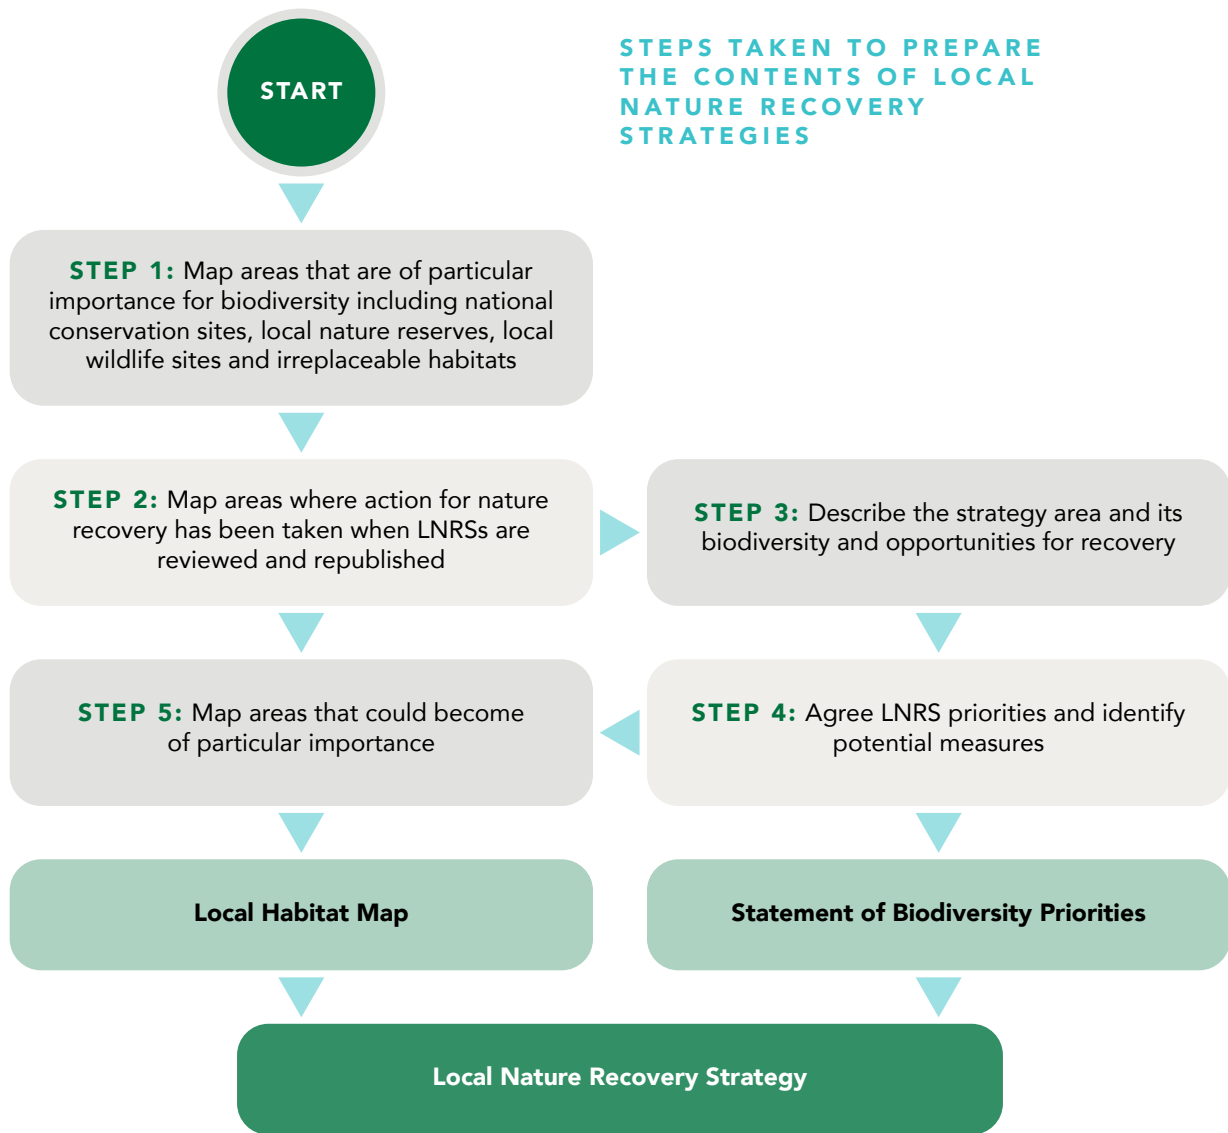 START
STEPS TAKEN TO PREPARE
THE CONTENTS OF LOCAL
NATURE RECOVERY
STRATEGIES
STEP 1: Map areas that are of particular
importance for biodiversity including national
conservation sites, local nature reserves, local
wildlife sites and irreplaceable habitats
STEP 2: Map areas where action for nature
recovery has been taken when LNRSs are
reviewed and republished
STEP 3: Describe the strategy area and its
biodiversity and opportunities for recovery
STEP 4: Agree LNRS priorities and identify
potential measures
STEP 5: Map areas that could become
of particular importance
Local Habitat Map
Statement of Biodiversity Priorities
Local Nature Recovery Strategy